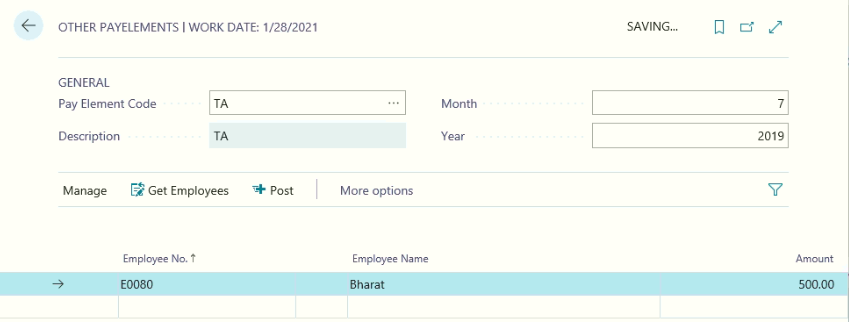 OTHER PAYELEMENTS | WORK DATE: 1/28/2021 SAVING...
GENERAL
Pay Element Code TA ... Month 7
Description TA Year 2019
Manage Get Employees Post More options
Employee No. ↑ Employee Name Amount
→ E0080 Bharat 500.00